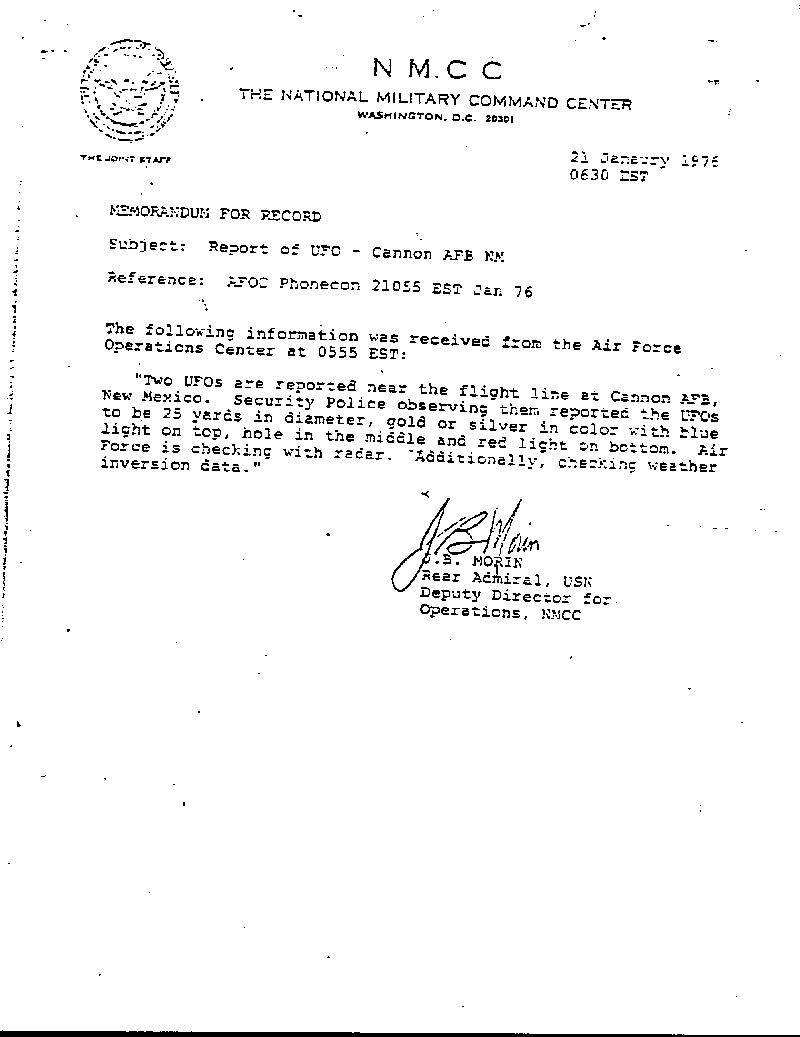 N M.C C
THE NATIONAL MILITARY COMMAND CENTER
WASHINGTON, D.C. 20301
THE JOINT STAFF
21 January 1976
0630 EST
MEMORANDUM FOR RECORD
Subject: Report of UFO - Cannon AFB NM
Reference: AFOC Phonecon 21055 EST Jan 76
The following information was received from the Air Force
Operations Center at 0555 EST:
"Two UFOs are reported near the flight line at Cannon AFB,
New Mexico. Security Police observing them reported the UFOs
to be 25 yards in diameter, gold or silver in color with blue
light on top, hole in the middle and red light on bottom. Air
Force is checking with radar. "Additionally, checking weather
inversion data."
J B Morin
J.B. MORIN
Rear Admiral, USN
Deputy Director for
Operations, NMCC